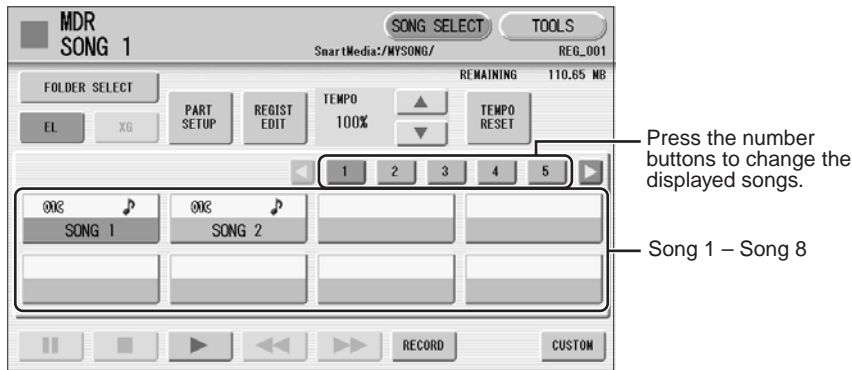 MDR
SONG 1
SONG SELECT
TOOLS
SmartMedia:/MYSONG/
REG_001
REMAINING 110.65 MB
FOLDER SELECT
EL
XG
PART
SETUP
REGIST
EDIT
TEMPO
100%
TEMPO
RESET
1 2 3 4 5
Press the number
buttons to change the
displayed songs.
SONG 1
SONG 2
Song 1 – Song 8
RECORD
CUSTOM